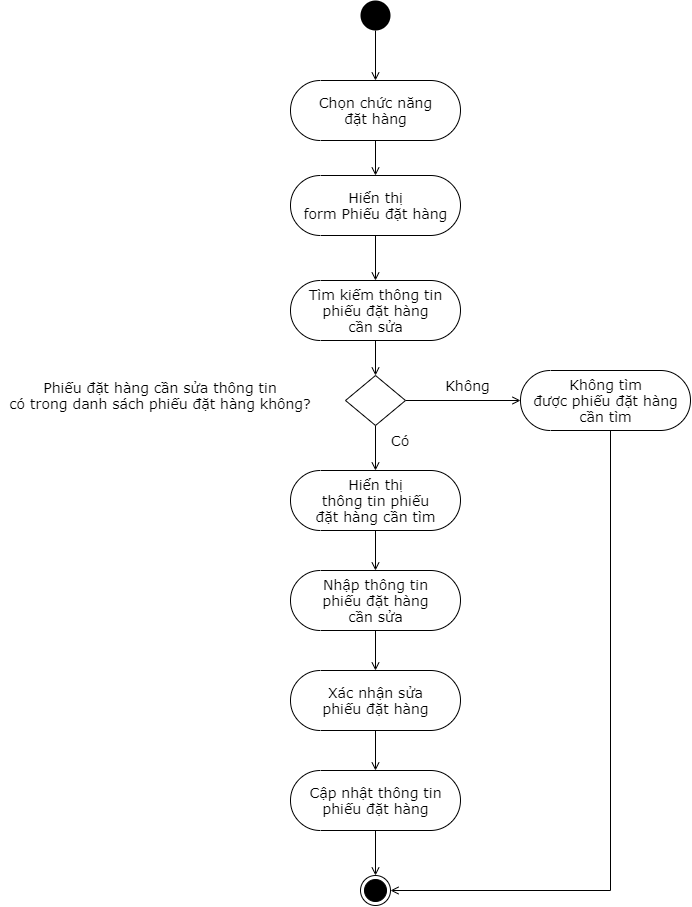 Chọn chức năng
đặt hàng
Hiển thị
form Phiếu đặt hàng
Tìm kiếm thông tin
phiếu đặt hàng
cần sửa
Phiếu đặt hàng cần sửa thông tin
có trong danh sách phiếu đặt hàng không?
Không
Không tìm
được phiếu đặt hàng
cần tìm
Có
Hiển thị
thông tin phiếu
đặt hàng cần tìm
Nhập thông tin
phiếu đặt hàng
cần sửa
Xác nhận sửa
phiếu đặt hàng
Cập nhật thông tin
phiếu đặt hàng